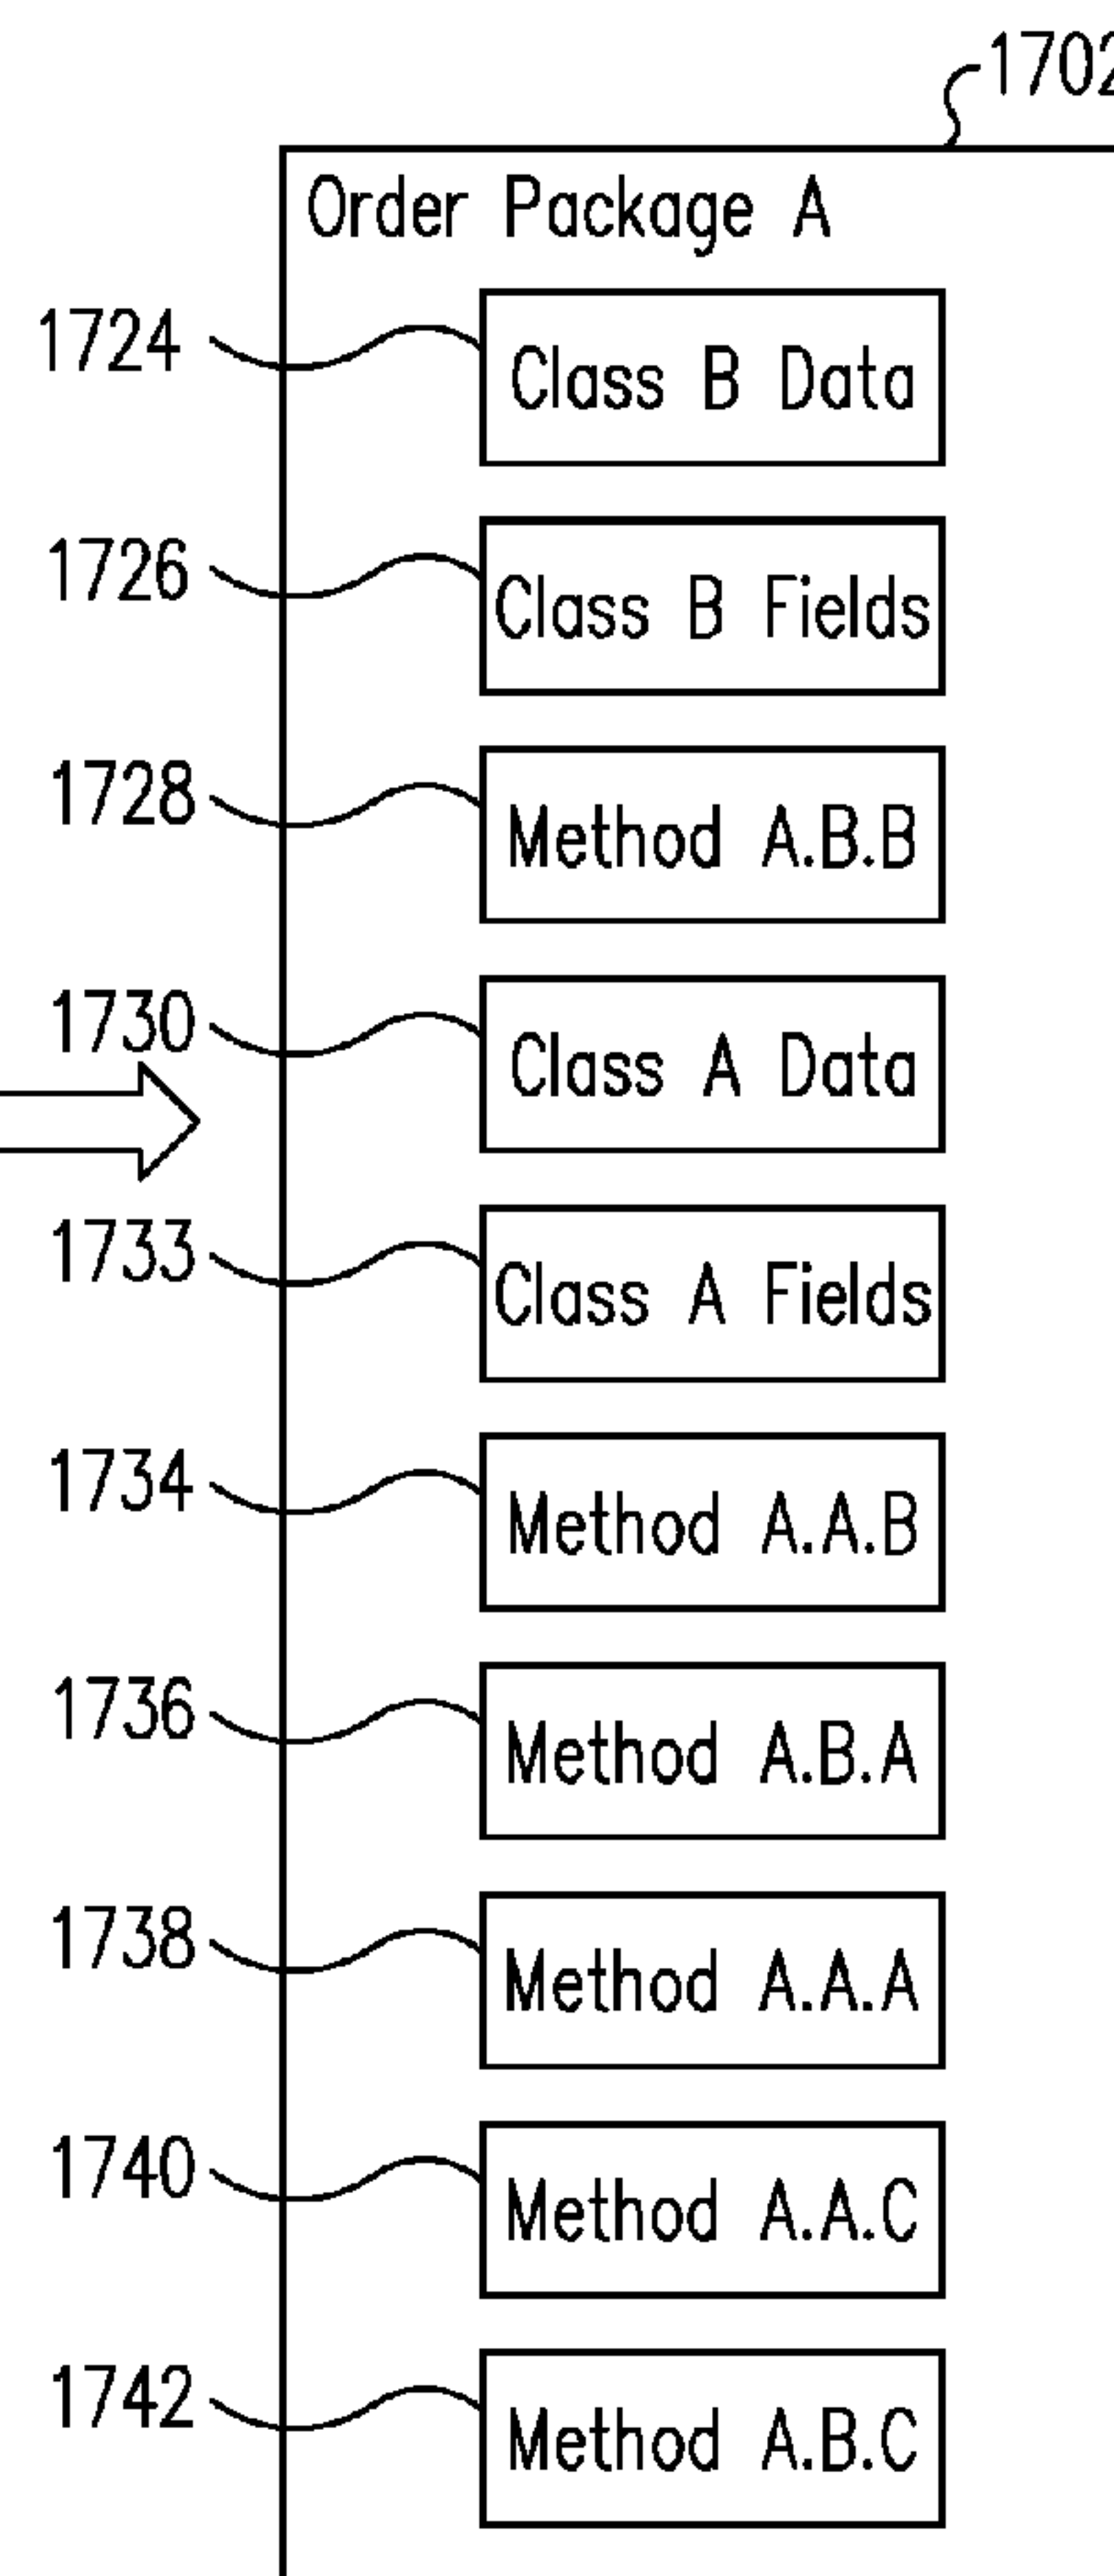 1702
Order Package A
1724
Class B Data
1726
Class B Fields
1728
Method A.B.B
1730
Class A Data
1733
Class A Fields
1734
Method A.A.B
1736
Method A.B.A
1738
Method A.A.A
1740
Method A.A.C
1742
Method A.B.C